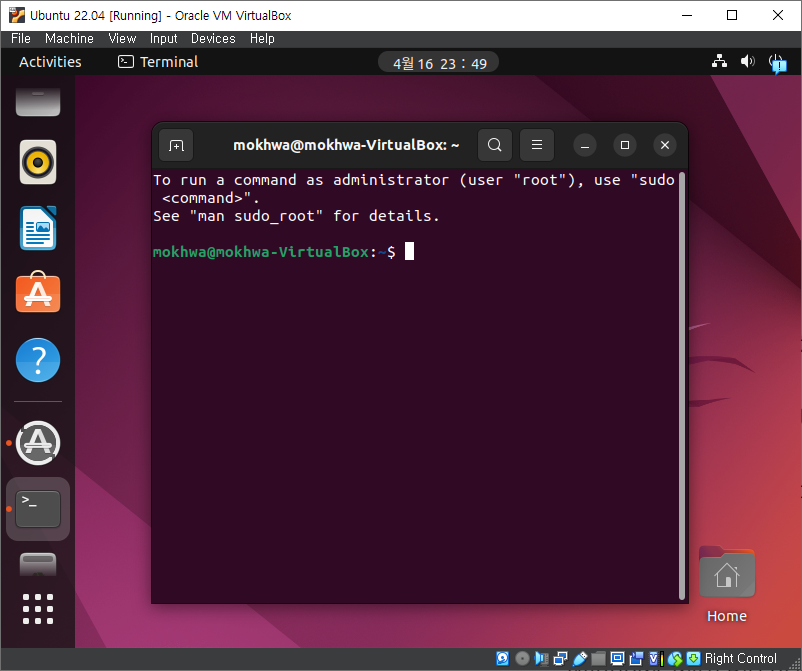 Ubuntu 22.04 [Running] - Oracle VM VirtualBox
File Machine View Input Devices Help
Activities Terminal 4월 16 23 : 49
mokhwa@mokhwa-VirtualBox: ~
To run a command as administrator (user "root"), use "sudo
<command>".
See "man sudo_root" for details.
mokhwa@mokhwa-VirtualBox:~$
Home
Right Control